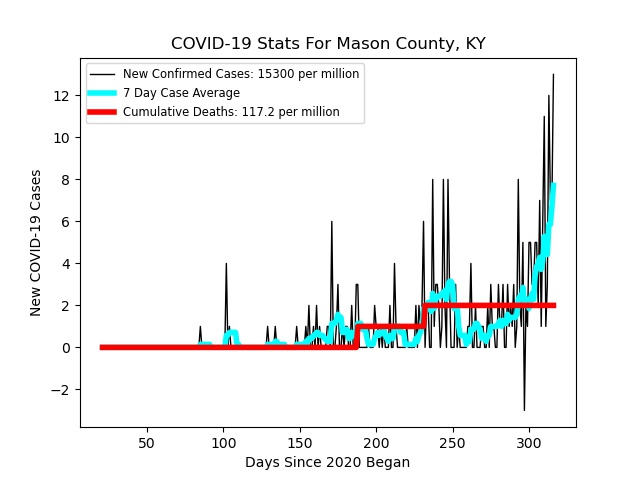 COVID-19 Stats For Mason County, KY
New Confirmed Cases: 15300 per million
7 Day Case Average
Cumulative Deaths: 117.2 per million
New COVID-19 Cases
12
10
8
6
4
2
0
−2
50 100 150 200 250 300
Days Since 2020 Began